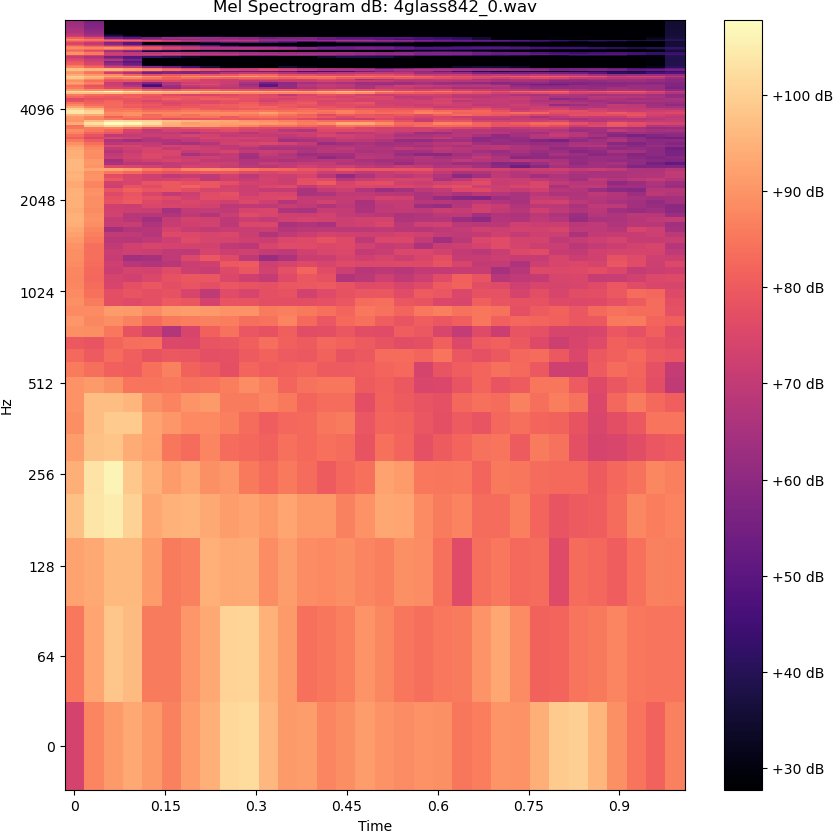 Mel Spectrogram dB: 4glass842_0.wav
4096
2048
1024
512
256
128
64
0
Hz
0 0.15 0.3 0.45 0.6 0.75 0.9
Time
+100 dB
+90 dB
+80 dB
+70 dB
+60 dB
+50 dB
+40 dB
+30 dB